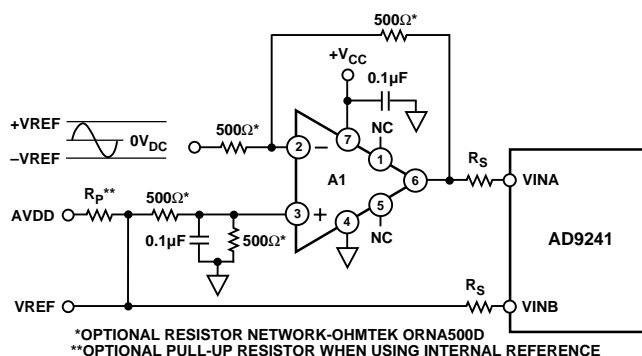 500Ω*
+VCC
0.1µF
+VREF
0VDC
–VREF
500Ω*
NC
2
–
7
1
A1
6
RS
VINA
RP**
AVDD
500Ω*
3
+
4
5
NC
0.1µF
500Ω*
AD9241
VREF
RS
VINB
*OPTIONAL RESISTOR NETWORK-OHMTEK ORNA500D
**OPTIONAL PULL-UP RESISTOR WHEN USING INTERNAL REFERENCE